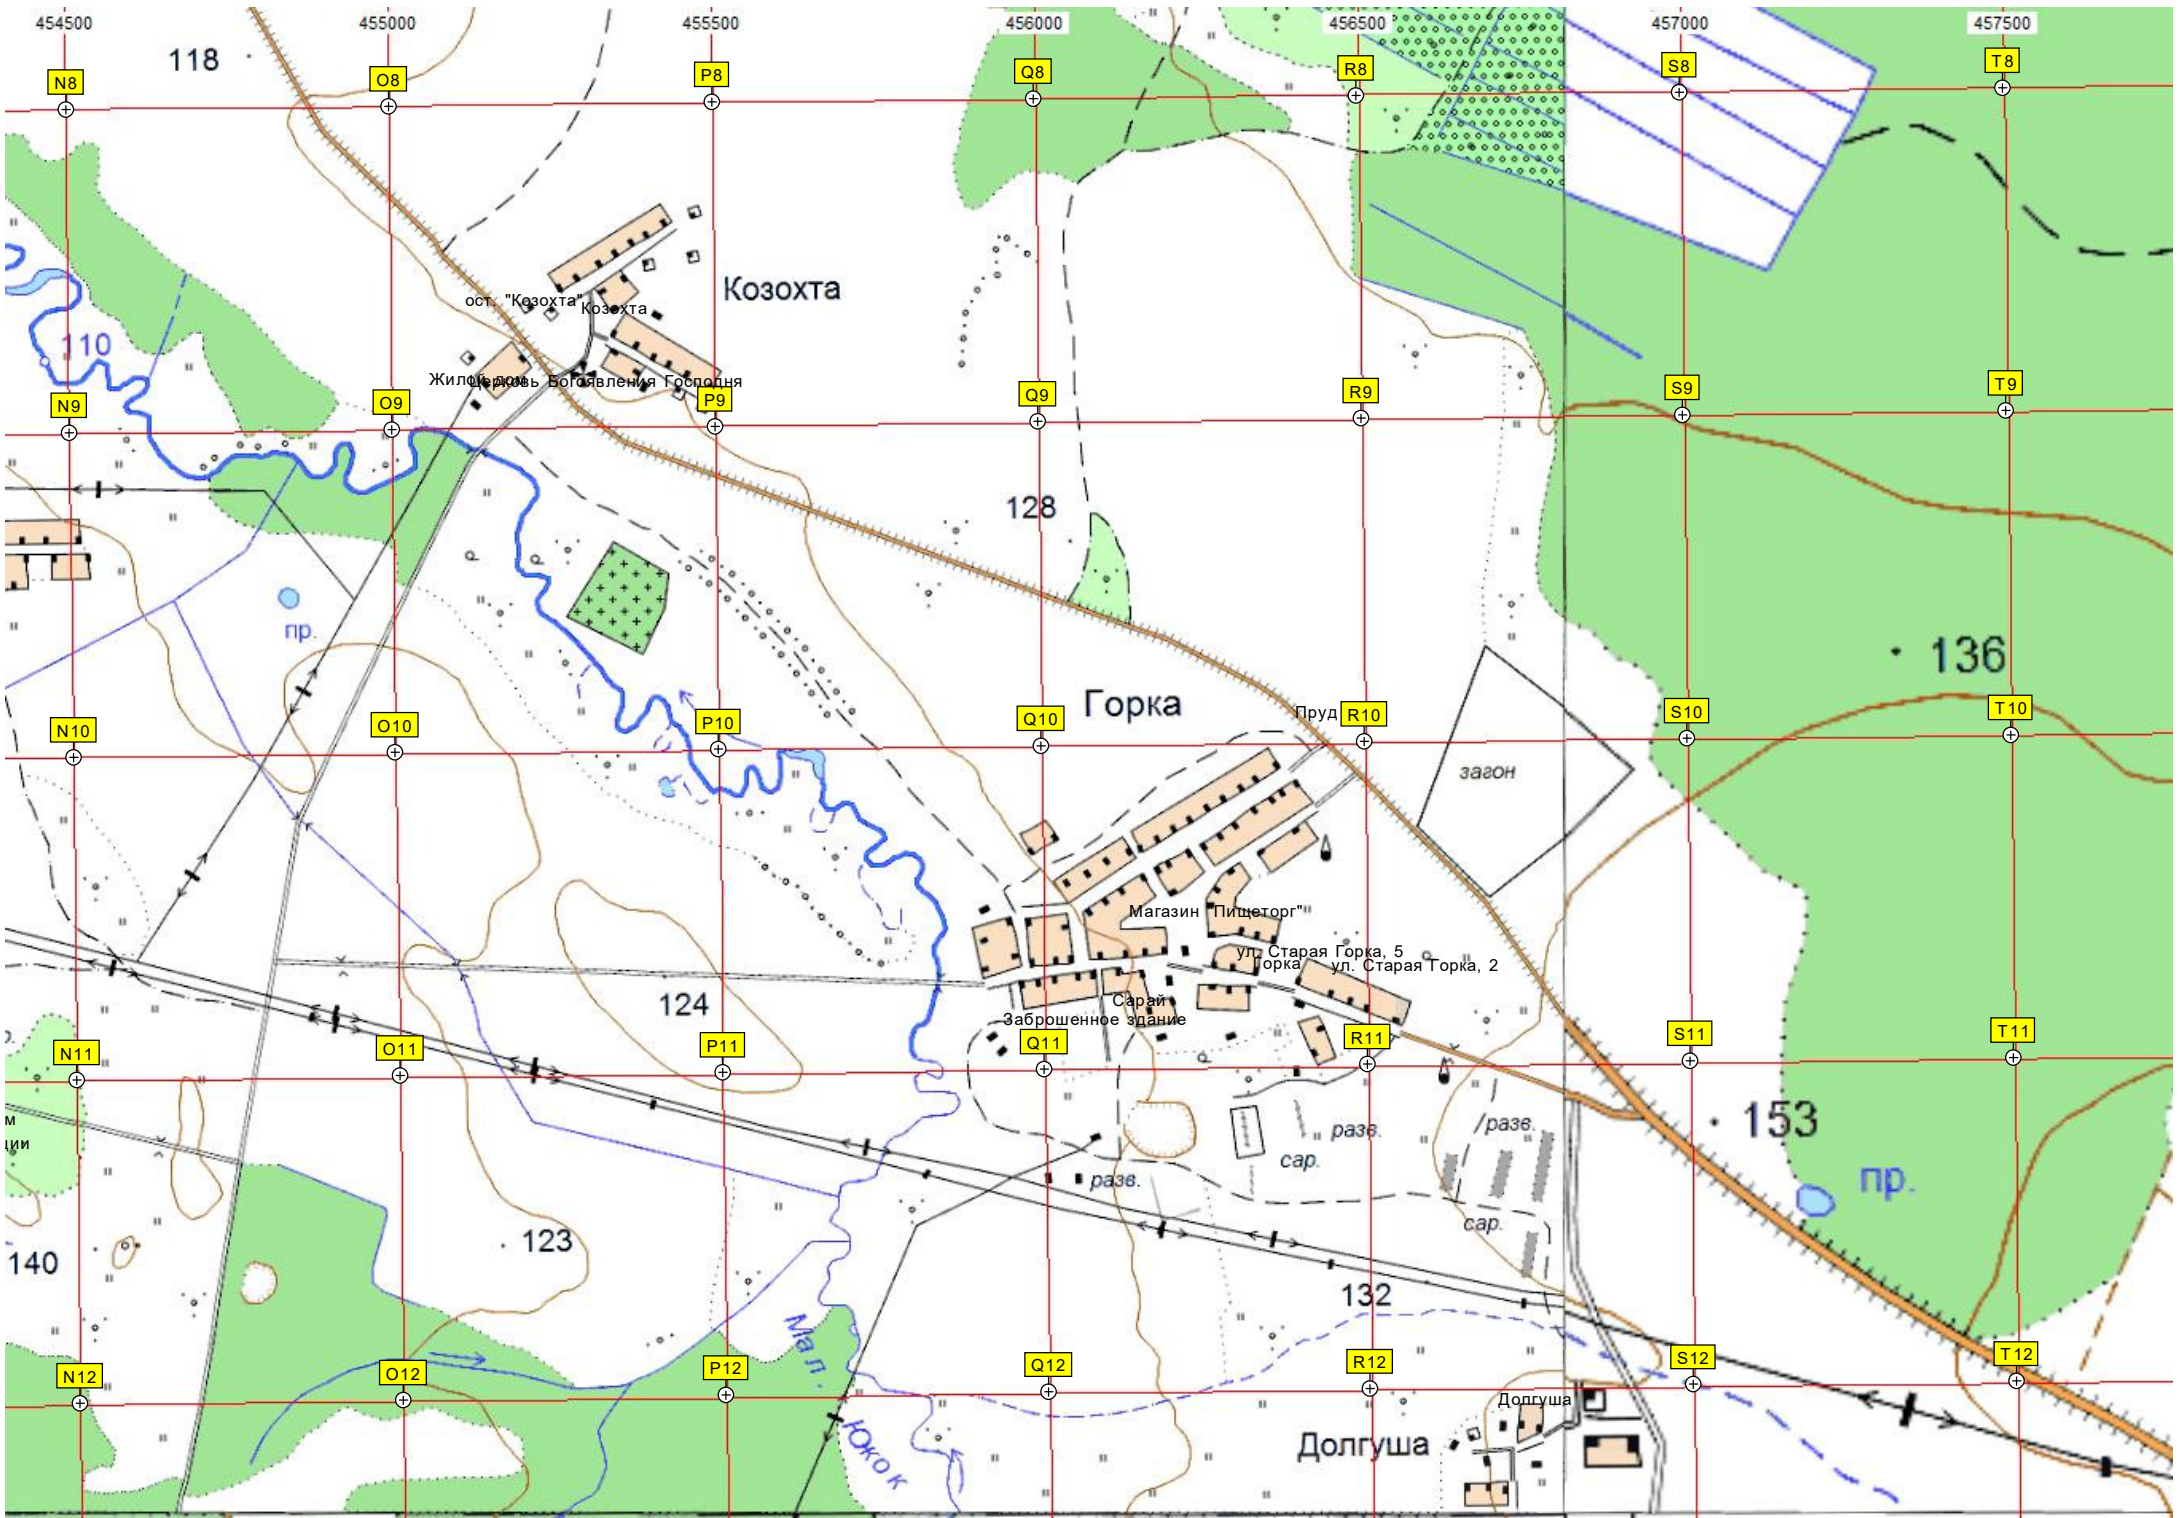 454500 455000 455500 456000 456500 457000 457500
118
N8 O8 P8 Q8 R8 S8 T8
Козохта
ост. "Козохта"
Козохта
110
Церковь Богоявления Господня
N9 O9 P9 Q9 R9 S9 T9
128
пр.
136
Горка
Пруд
N10 O10 P10 Q10 R10 S10 T10
загон
Магазин "Пищеторг"
ул. Старая Горка, 5
ул. Старая Горка, 2
124
Сарай
Заброшенное здание
N11 O11 P11 Q11 R11 S11 T11
разв.
разв.
153
сар.
разв.
пр.
сар.
123
140
132
Мал. Юкок
N12 O12 P12 Q12 R12 S12 T12
Долгуша
Долгуша